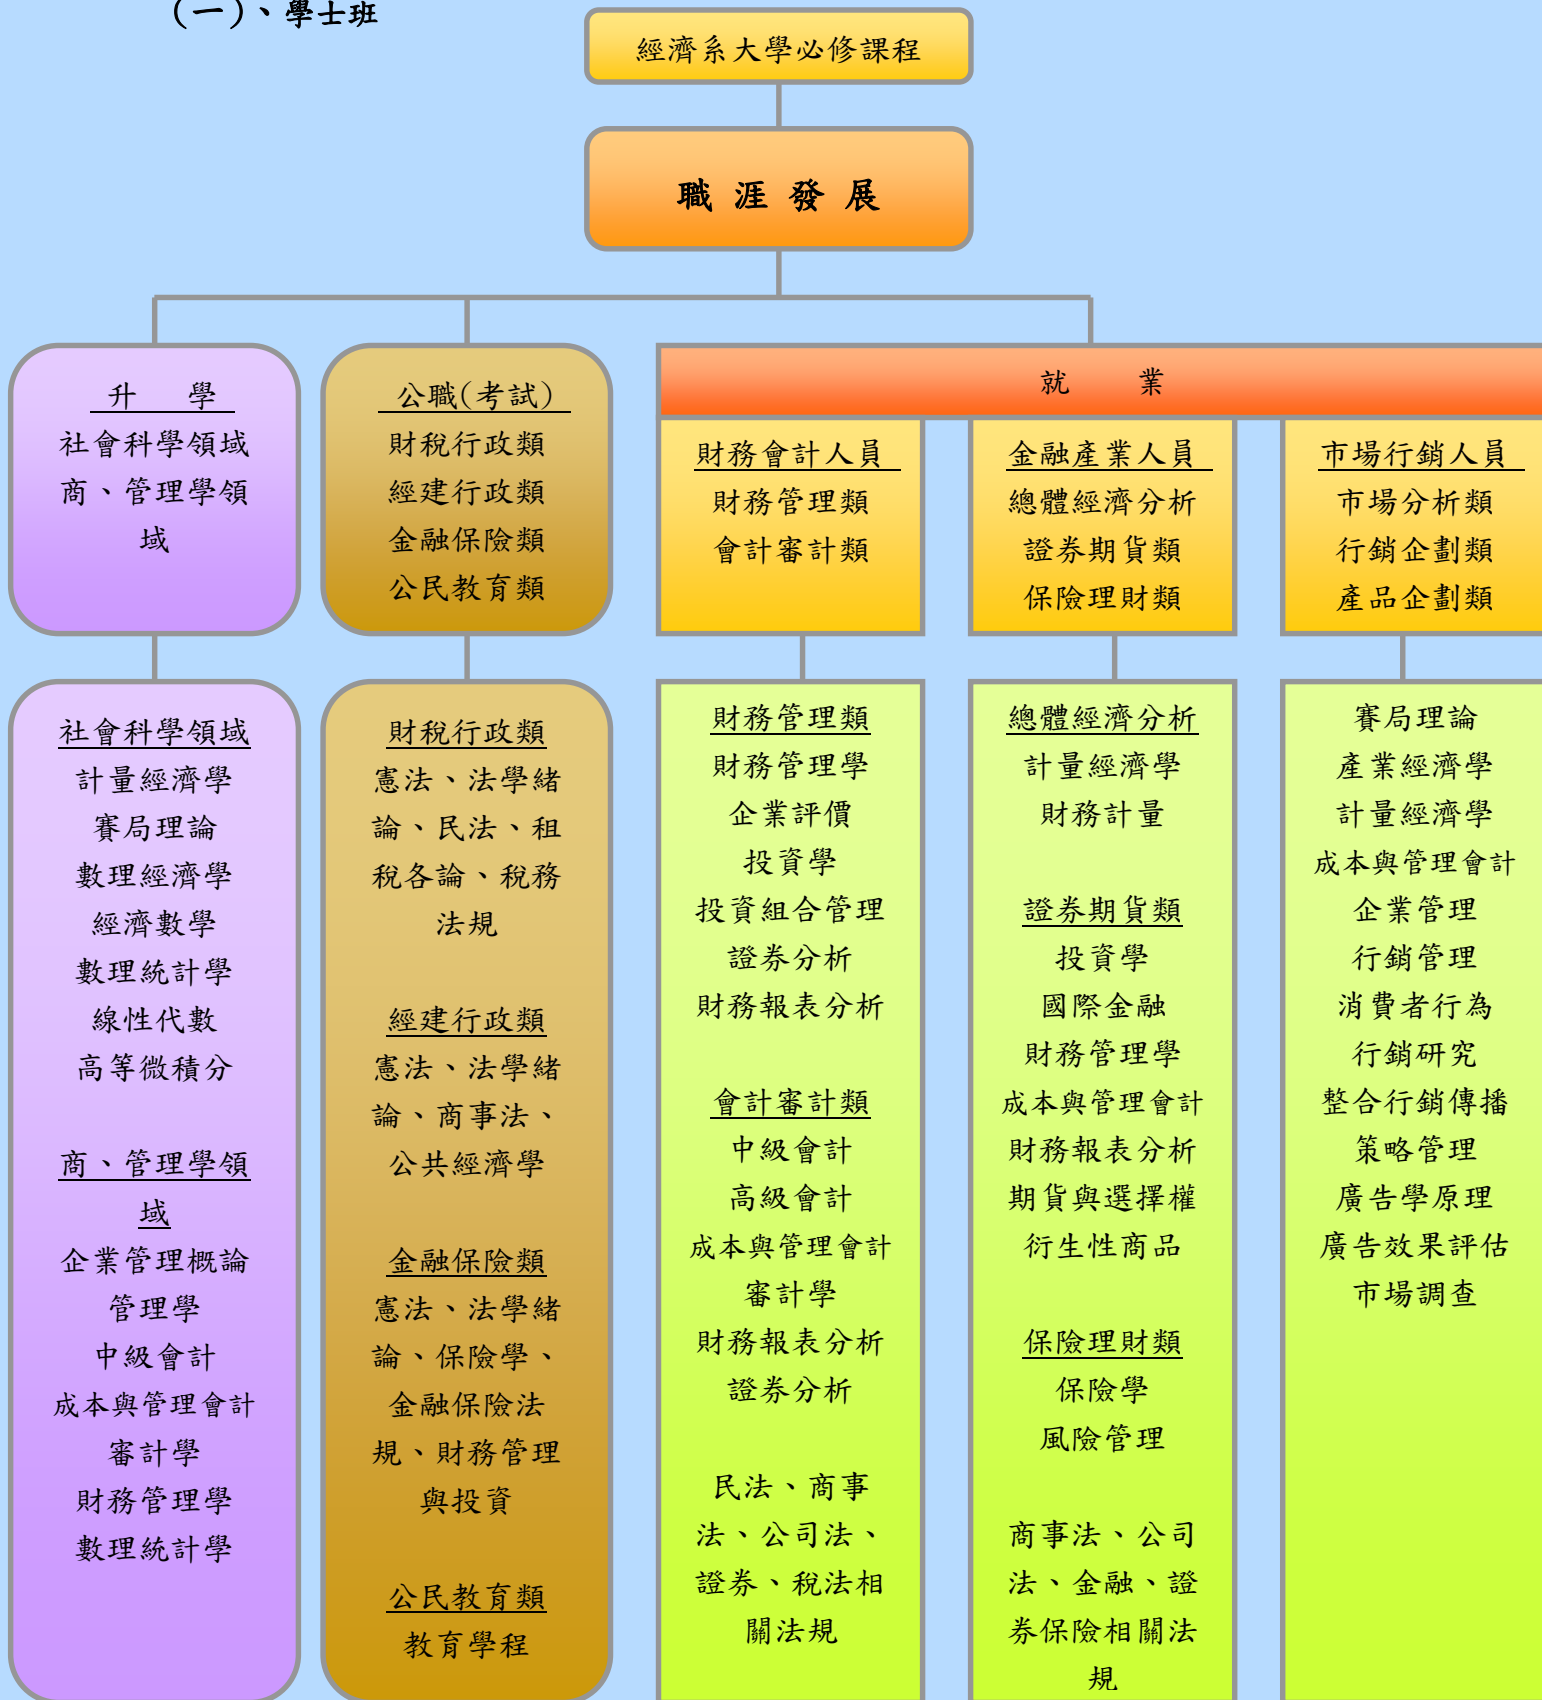 (一)、學士班
經濟系大學必修課程
職涯發展
升 學
社會科學領域
商、管理學領
域
公職(考試)
財稅行政類
經建行政類
金融保險類
公民教育類
就 業
財務會計人員
財務管理類
會計審計類
金融產業人員
總體經濟分析
證券期貨類
保險理財類
市場行銷人員
市場分析類
行銷企劃類
產品企劃類
社會科學領域
計量經濟學
賽局理論
數理經濟學
經濟數學
數理統計學
線性代數
高等微積分
商、管理學領
域
企業管理概論
管理學
中級會計
成本與管理會計
審計學
財務管理學
數理統計學
財稅行政類
憲法、法學緒
論、民法、租
稅各論、稅務
法規
經建行政類
憲法、法學緒
論、商事法、
公共經濟學
金融保險類
憲法、法學緒
論、保險學、
金融保險法
規、財務管理
與投資
公民教育類
教育學程
財務管理類
財務管理學
企業評價
投資學
投資組合管理
證券分析
財務報表分析
會計審計類
中級會計
高級會計
成本與管理會計
審計學
財務報表分析
證券分析
民法、商事
法、公司法、
證券、稅法相
關法規
總體經濟分析
計量經濟學
財務計量
證券期貨類
投資學
國際金融
財務管理學
成本與管理會計
財務報表分析
期貨與選擇權
衍生性商品
保險理財類
保險學
風險管理
商事法、公司
法、金融、證
券保險相關法
規
賽局理論
產業經濟學
計量經濟學
成本與管理會計
企業管理
行銷管理
消費者行為
行銷研究
整合行銷傳播
策略管理
廣告學原理
廣告效果評估
市場調查